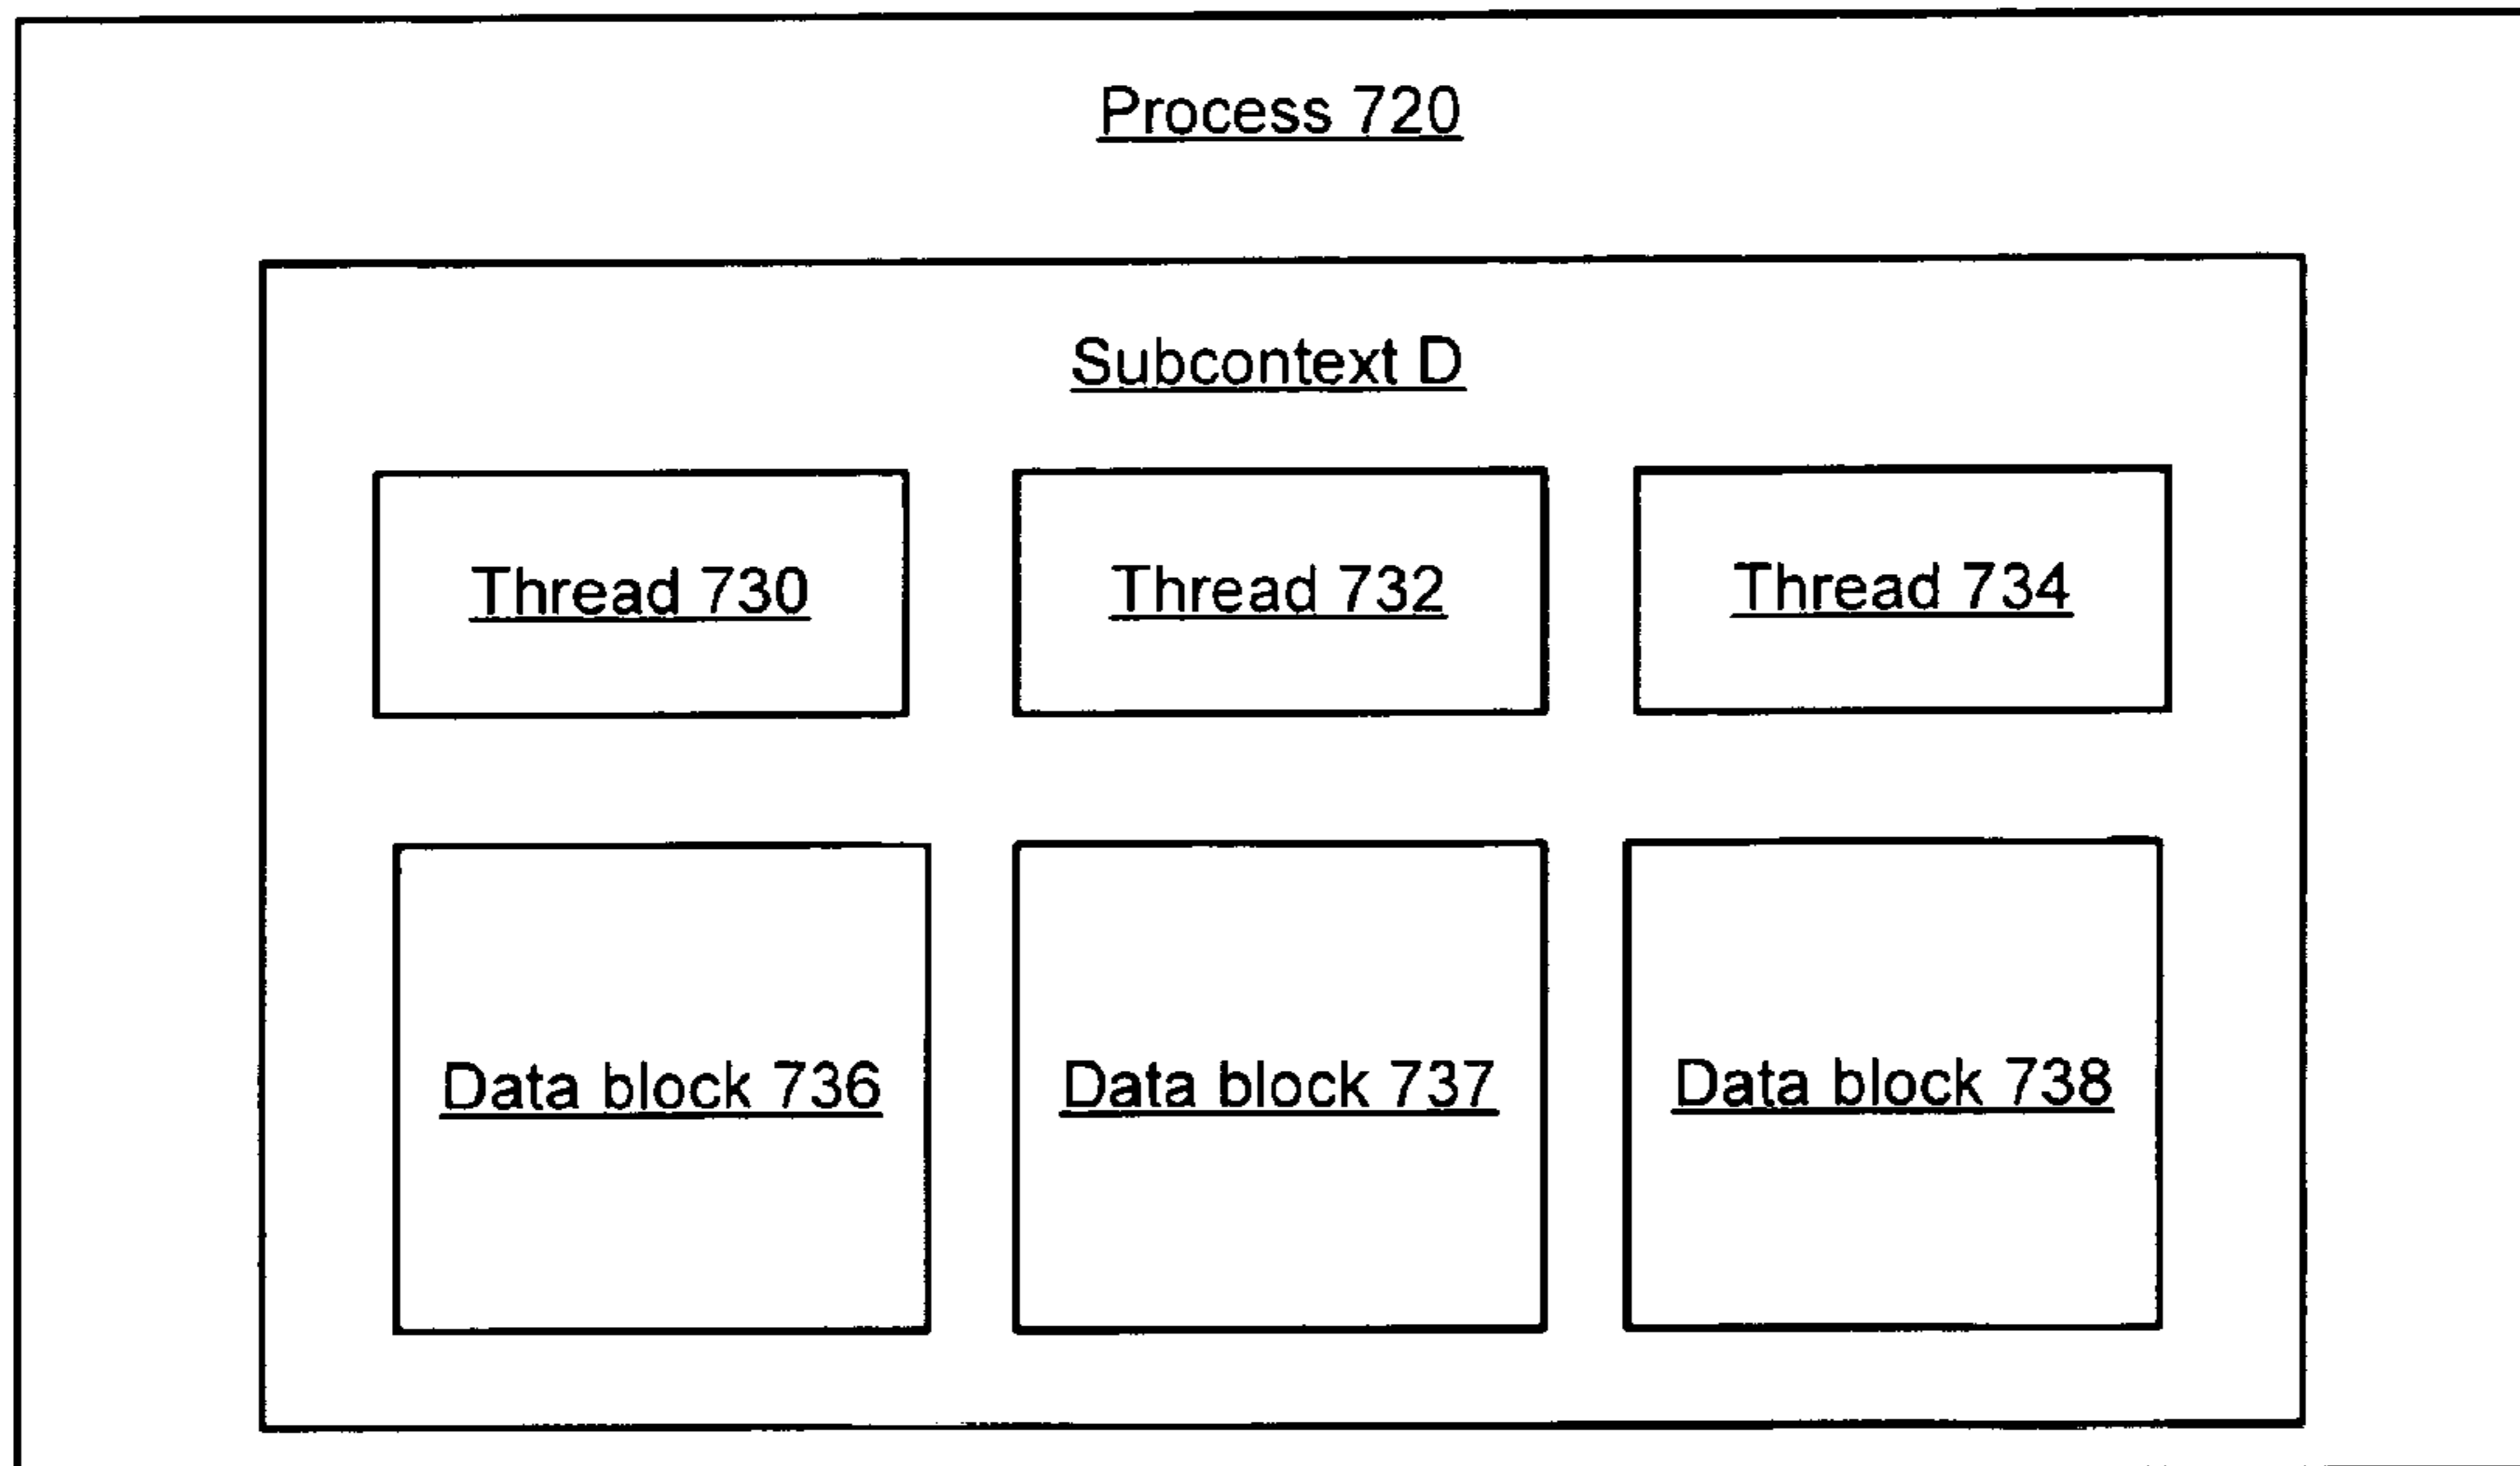 Process 720
Subcontext D
Thread 730 Thread 732 Thread 734
Data block 736 Data block 737 Data block 738